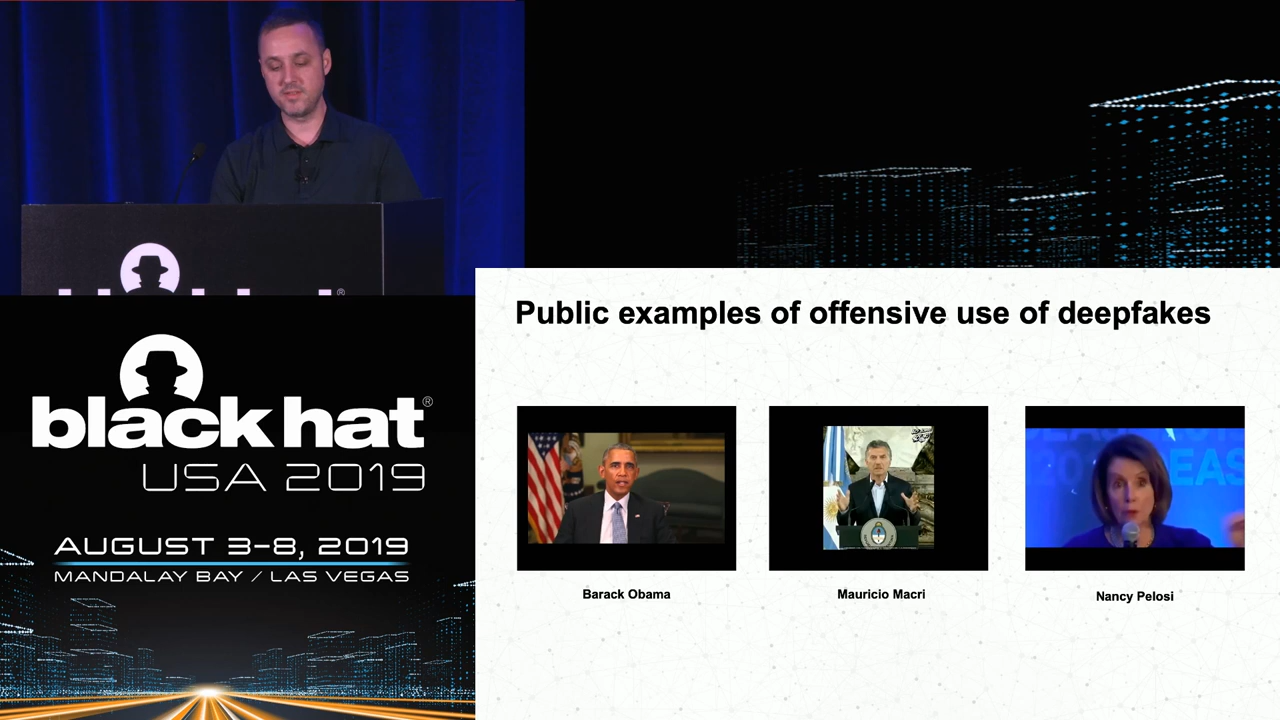 black hat®
USA 2019
AUGUST 3-8, 2019
MANDALAY BAY / LAS VEGAS
Public examples of offensive use of deepfakes
Barack Obama
Mauricio Macri
Nancy Pelosi